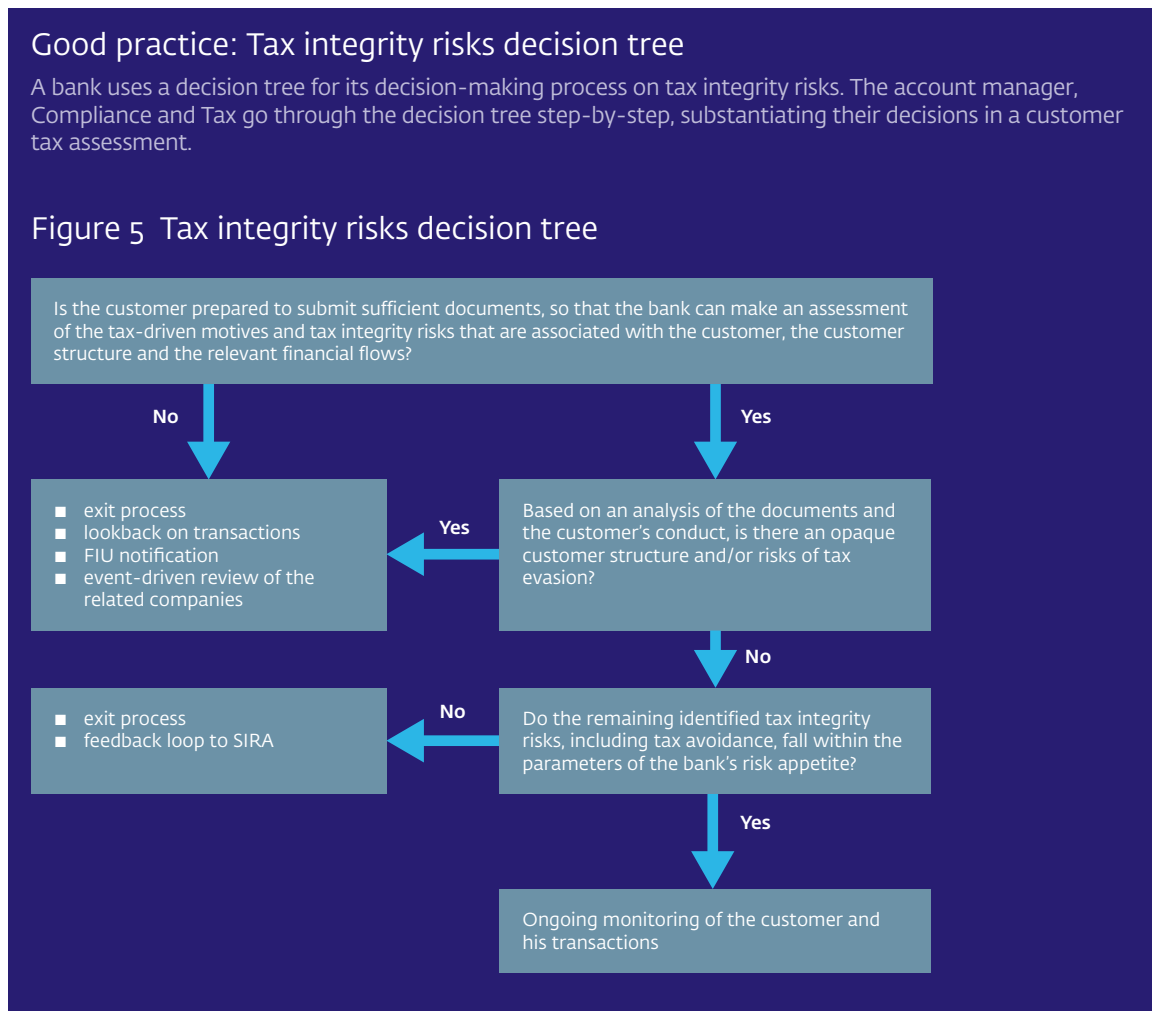 Good practice: Tax integrity risks decision tree
A bank uses a decision tree for its decision-making process on tax integrity risks. The account manager,
Compliance and Tax go through the decision tree step-by-step, substantiating their decisions in a customer
tax assessment.
Figure 5 Tax integrity risks decision tree
Is the customer prepared to submit sufficient documents, so that the bank can make an assessment
of the tax-driven motives and tax integrity risks that are associated with the customer, the customer
structure and the relevant financial flows?
No
Yes
■ exit process
■ lookback on transactions
■ FIU notification
■ event-driven review of the
related companies
Yes
Based on an analysis of the documents and
the customer's conduct, is there an opaque
customer structure and/or risks of tax
evasion?
No
■ exit process
■ feedback loop to SIRA
No
Do the remaining identified tax integrity
risks, including tax avoidance, fall within the
parameters of the bank's risk appetite?
Yes
Ongoing monitoring of the customer and
his transactions